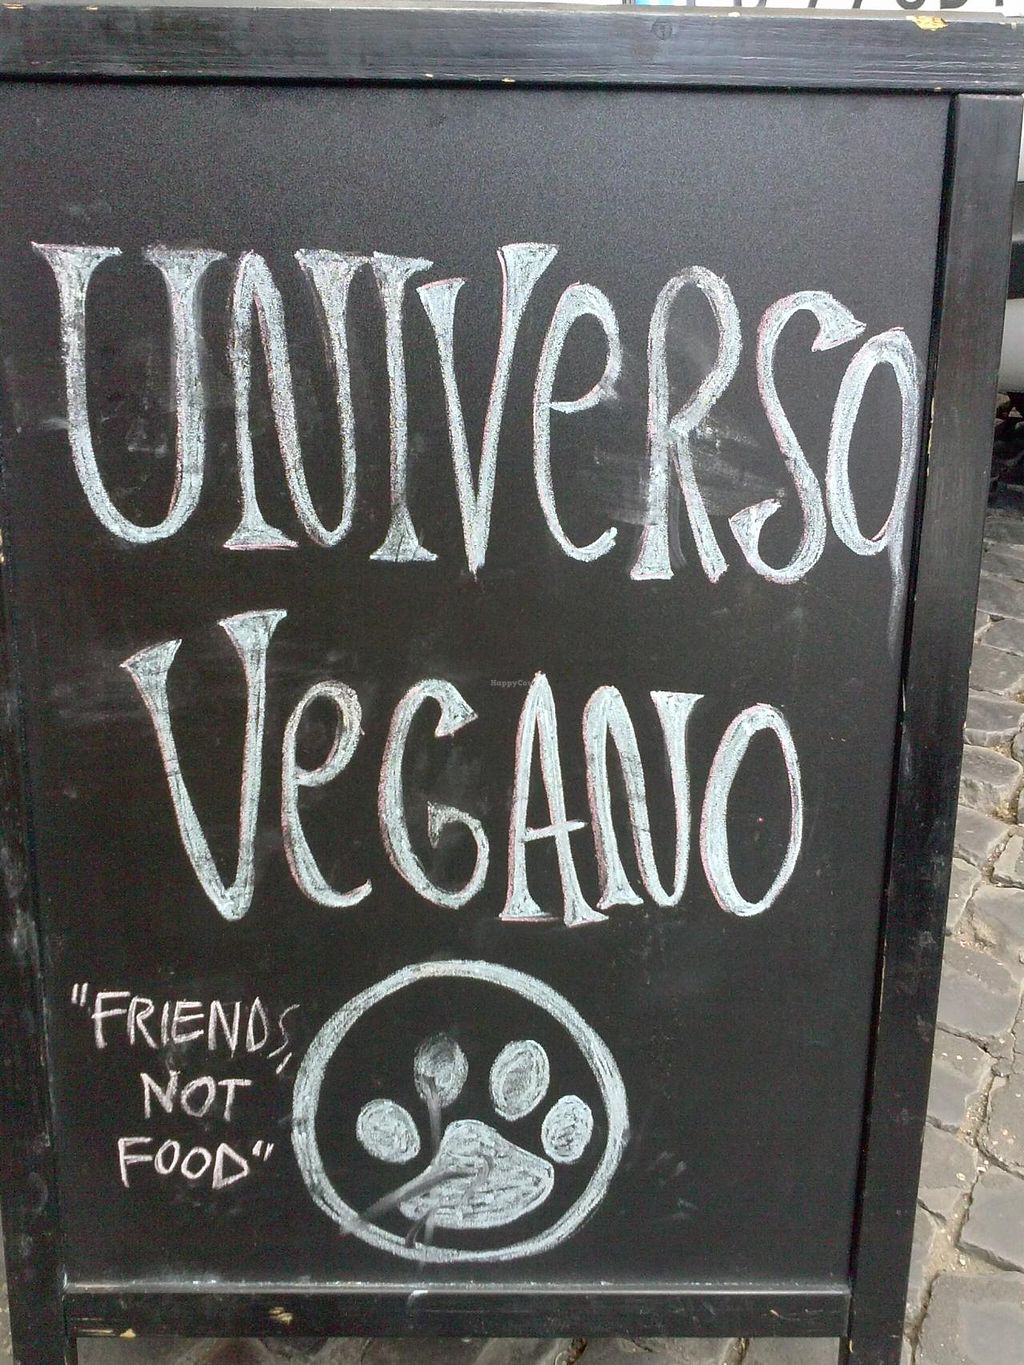 UNIVeRSO
VeGANO
"FRIENDS,
NOT
FOOD"